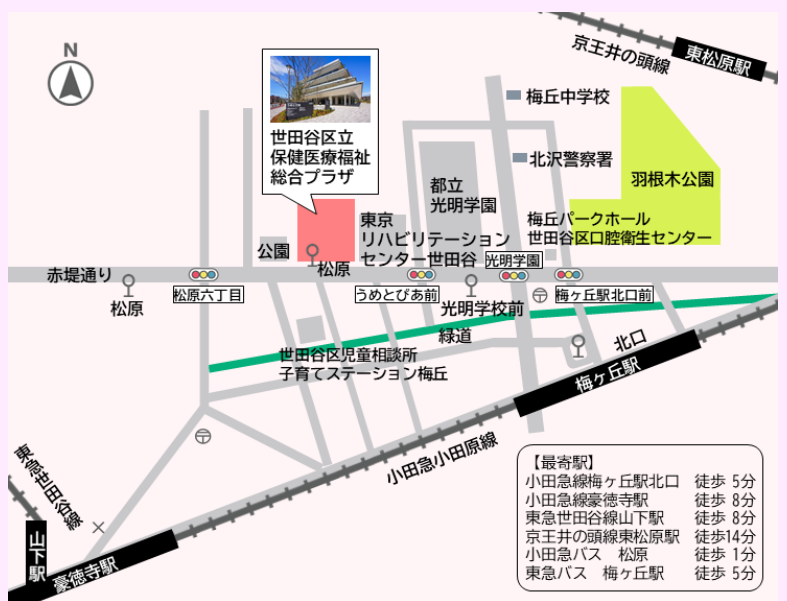 N
京王井の頭線
東松原駅
世田谷区立
保健医療福祉
総合プラザ
梅丘中学校
北沢警察署
羽根木公園
都立
光明学園
東京
リハビリテーション
センター世田谷
梅丘パークホール
世田谷区口腔衛生センター
公園
松原
光明学園
赤堤通り
松原
松原六丁目
うめとぴあ前
光明学校前
梅ヶ丘駅北口前
緑道
世田谷区児童相談所
子育てステーション梅丘
北口
梅ヶ丘駅
小田急小田原線
東急世田谷線
山下駅
豪徳寺駅
【最寄駅】
小田急線梅ヶ丘駅北口 徒歩 5分
小田急線豪徳寺駅 徒歩 8分
東急世田谷線山下駅 徒歩 8分
京王井の頭線東松原駅 徒歩14分
小田急バス 松原 徒歩 1分
東急バス 梅ヶ丘駅 徒歩 5分